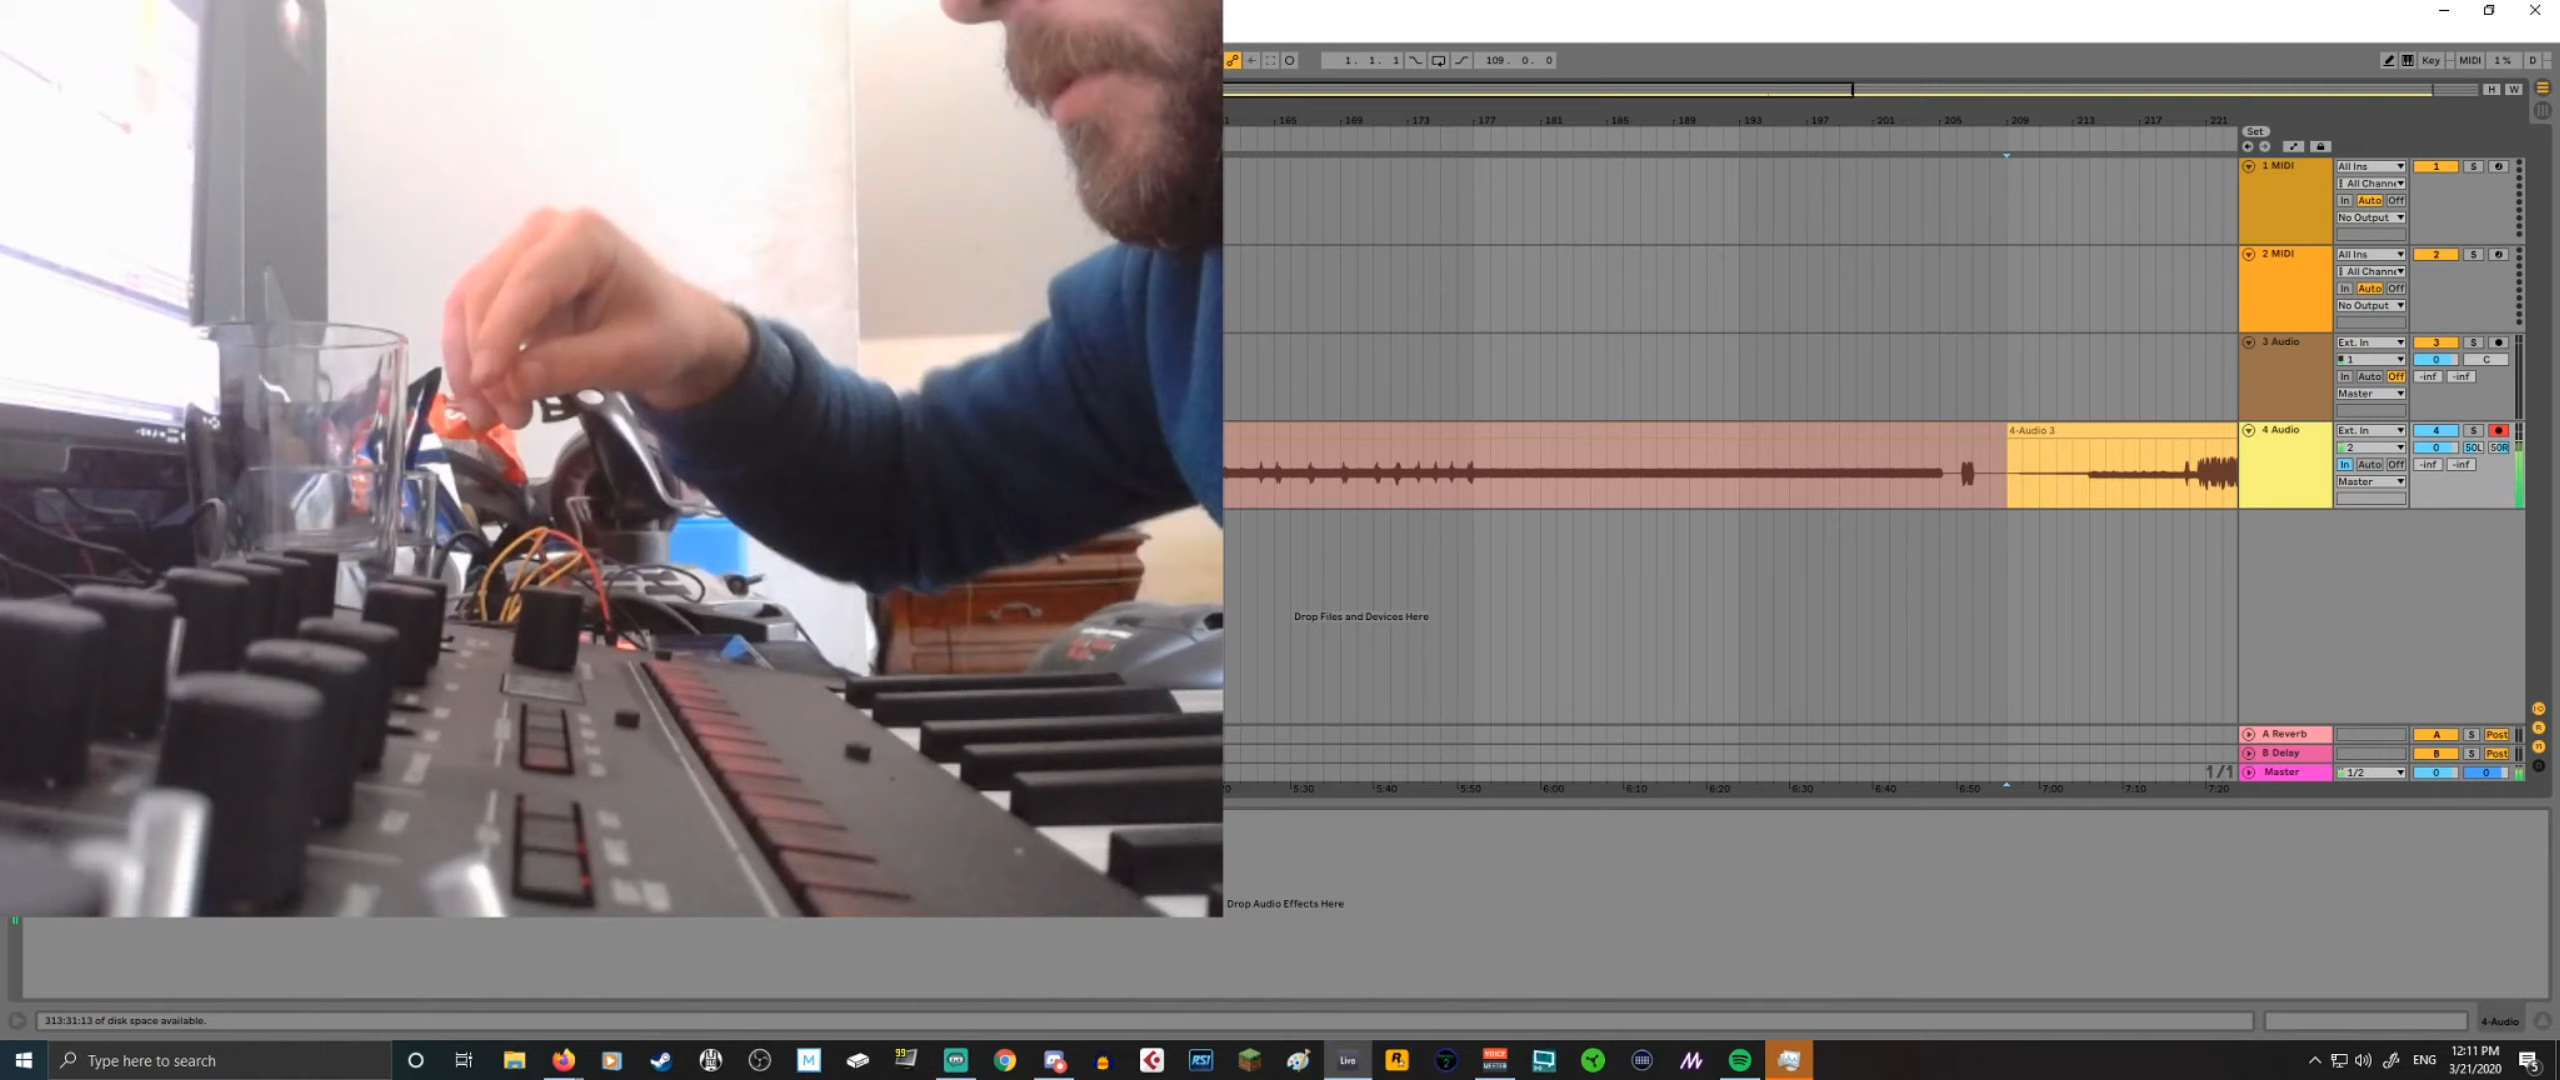 1. 1. 1
109. 0. 0
Key
MIDI
1 %
D
H
W
165
169
173
177
181
185
189
193
197
201
205
209
213
217
221
Set
1 MIDI
All Ins
1
S
All Channe
In
Auto
Off
No Output
2 MIDI
All Ins
2
S
All Channe
In
Auto
Off
No Output
3 Audio
Ext. In
3
S
1
0
C
In
Auto
Off
-inf
-inf
Master
4-Audio 3
4 Audio
Ext. In
4
S
2
0
50L
50R
In
Auto
Off
-inf
-inf
Master
Drop Files and Devices Here
A Reverb
A
S
Post
B Delay
B
S
Post
1/1
Master
1/2
0
0
5:30
5:40
5:50
6:00
6:10
6:20
6:30
6:40
6:50
7:00
7:10
7:20
Drop Audio Effects Here
313:31:13 of disk space available.
4-Audio
Type here to search
99
M
RSI
Live
R
2
VOICE
MEETER
ENG
12:11 PM
3/21/2020
5